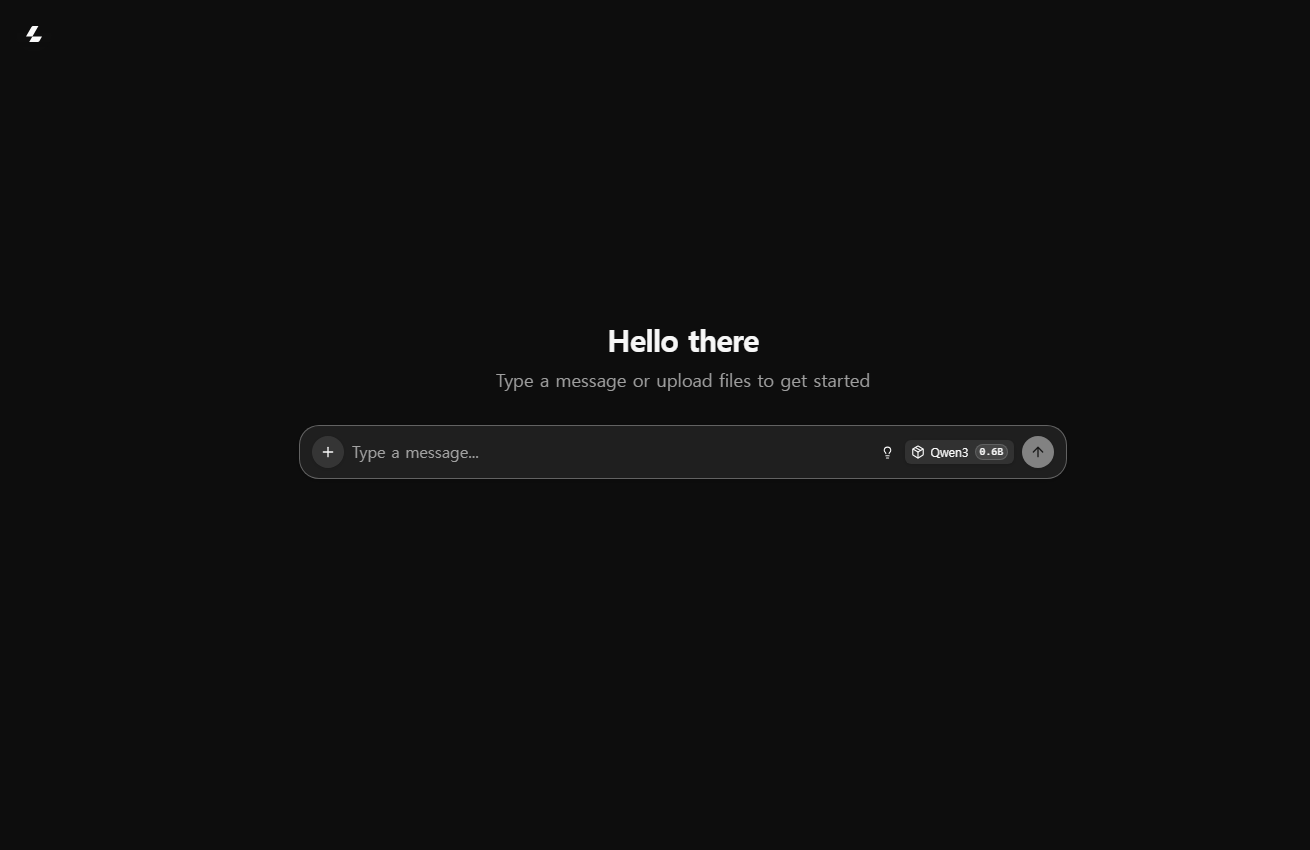 Hello there
Type a message or upload files to get started
Type a message...
Qwen3 0.6B